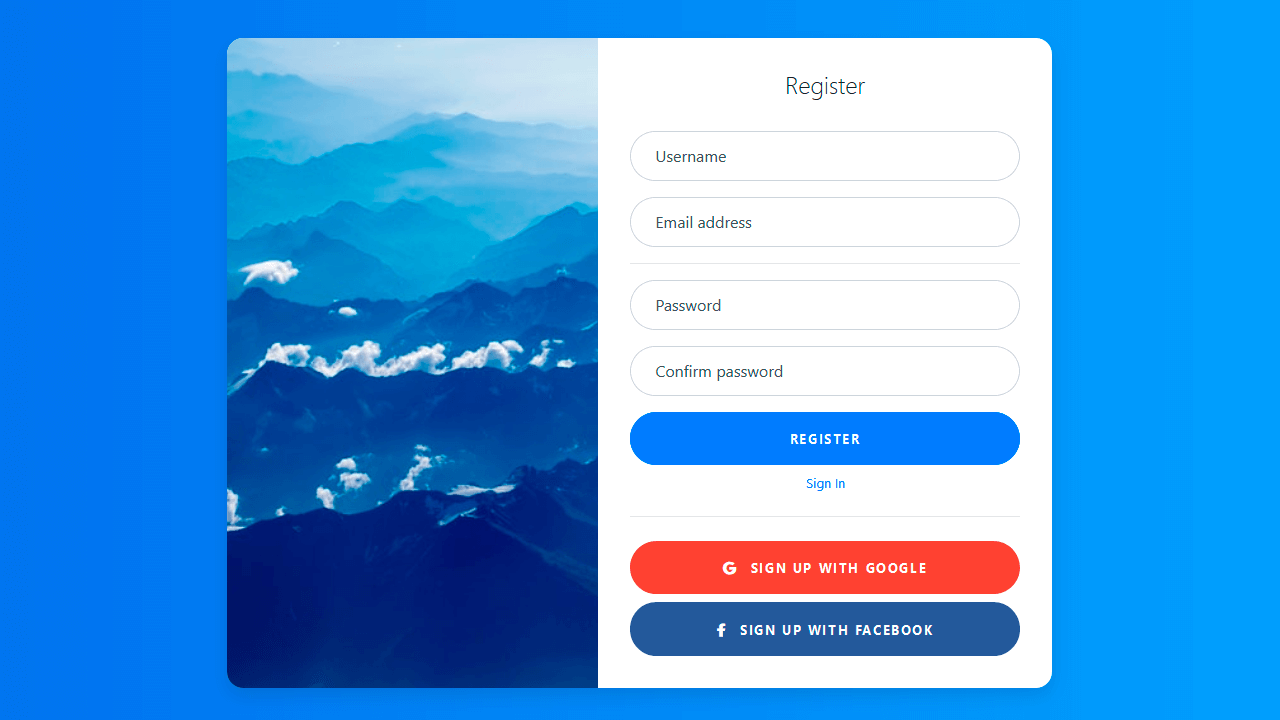 Register
Username
Email address
Password
Confirm password
REGISTER
Sign In
SIGN UP WITH GOOGLE
SIGN UP WITH FACEBOOK